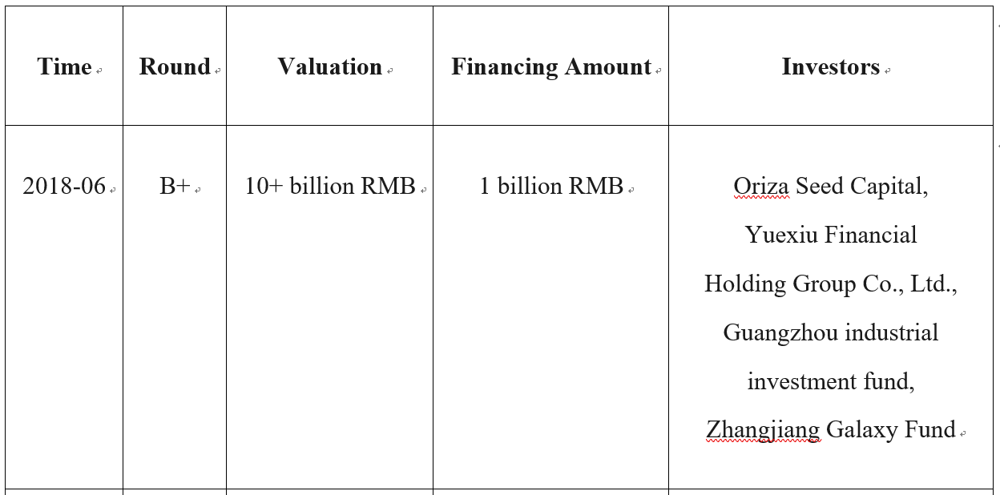 Time Round Valuation Financing Amount Investors
2018-06 B+ 10+ billion RMB 1 billion RMB Oriza Seed Capital,
Yuexiu Financial
Holding Group Co., Ltd.,
Guangzhou industrial
investment fund,
Zhangjiang Galaxy Fund